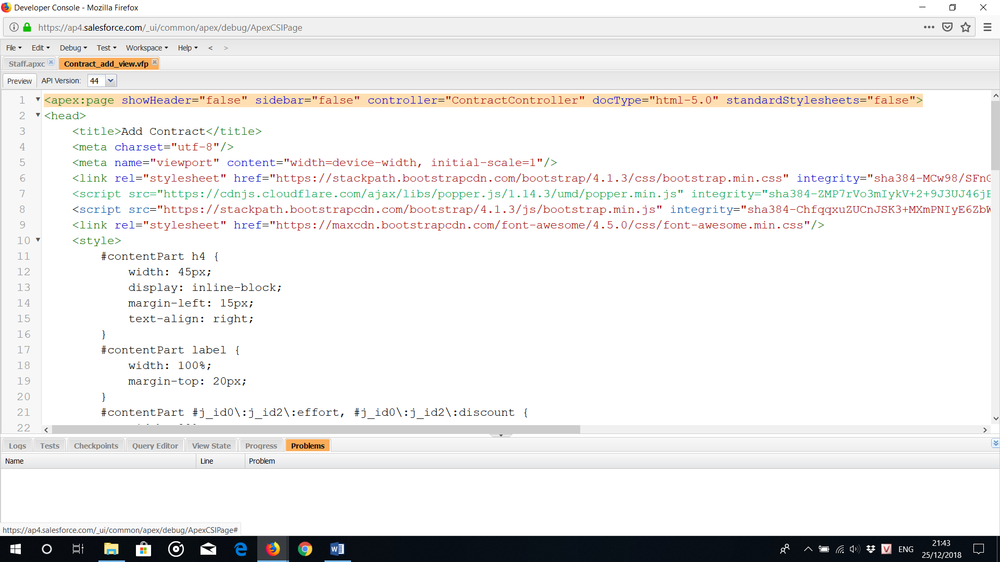 Developer Console - Mozilla Firefox
https://ap4.salesforce.com/_ui/common/apex/debug/ApexCSIPage
File Edit Debug Test Workspace Help < >
Staff.apxc Contract_add_view.vfp
Preview API Version: 44
1 <apex:page showHeader="false" sidebar="false" controller="ContractController" docType="html-5.0" standardStylesheets="false">
2 <head>
3 <title>Add Contract</title>
4 <meta charset="utf-8"/>
5 <meta name="viewport" content="width=device-width, initial-scale=1"/>
6 <link rel="stylesheet" href="https://stackpath.bootstrapcdn.com/bootstrap/4.1.3/css/bootstrap.min.css" integrity="sha384-MCw98/SFnG
7 <script src="https://cdnjs.cloudflare.com/ajax/libs/popper.js/1.14.3/umd/popper.min.js" integrity="sha384-ZMP7rVo3mIykV+2+9J3UJ46jB
8 <script src="https://stackpath.bootstrapcdn.com/bootstrap/4.1.3/js/bootstrap.min.js" integrity="sha384-ChfqqxuZUCnJSK3+MXmPNIyE6ZbW
9 <link rel="stylesheet" href="https://maxcdn.bootstrapcdn.com/font-awesome/4.5.0/css/font-awesome.min.css"/>
10 <style>
11 #contentPart h4 {
12 width: 45px;
13 display: inline-block;
14 margin-left: 15px;
15 text-align: right;
16 }
17 #contentPart label {
18 width: 100%;
19 margin-top: 20px;
20 }
21 #contentPart #j_id0\:j_id2\:effort, #j_id0\:j_id2\:discount {
22
Logs Tests Checkpoints Query Editor View State Progress Problems
Name Line Problem
https://ap4.salesforce.com/_ui/common/apex/debug/ApexCSIPage#
ENG
21:43
25/12/2018